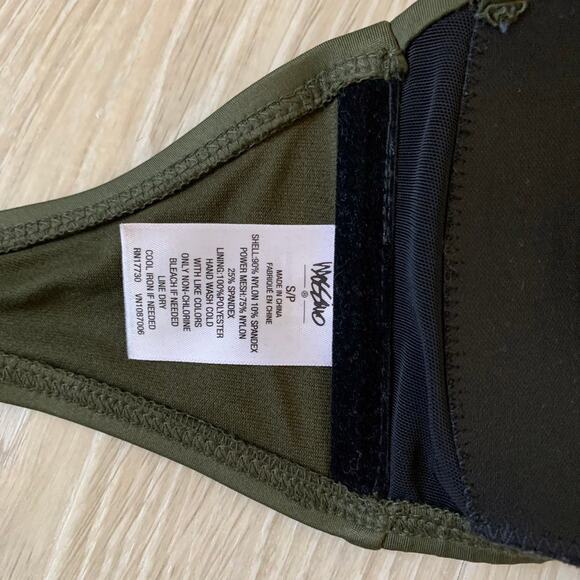 MOSSIMO
®
S/P
MADE IN CHINA
FABRIQUÉ EN CHINE
SHELL:90% NYLON 10% SPANDEX
POWER MESH:75% NYLON
25% SPANDEX
LINING:100%POLYESTER
HAND WASH COLD
WITH LIKE COLORS
ONLY NON-CHLORINE
BLEACH IF NEEDED
LINE DRY
COOL IRON IF NEEDED
RN17730 VN1087006